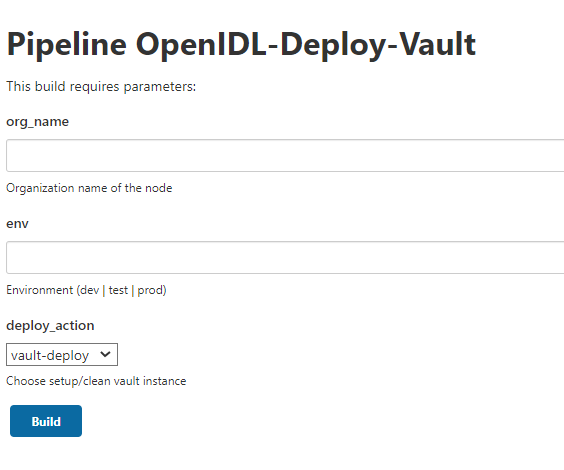 Pipeline OpenIDL-Deploy-Vault
This build requires parameters:
org_name
Organization name of the node
env
Environment (dev | test | prod)
deploy_action
vault-deploy
Choose setup/clean vault instance
Build